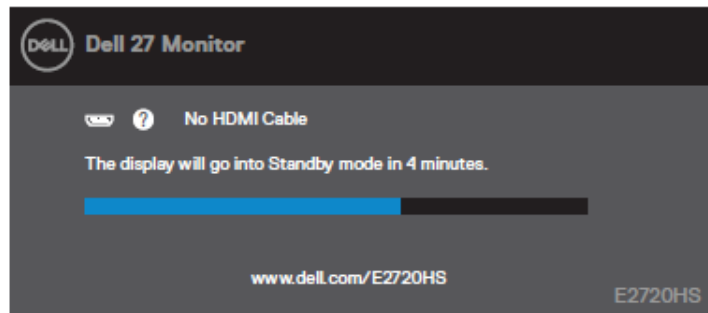 DELL Dell 27 Monitor
? No HDMI Cable
The display will go into Standby mode in 4 minutes.
www.dell.com/E2720HS
E2720HS